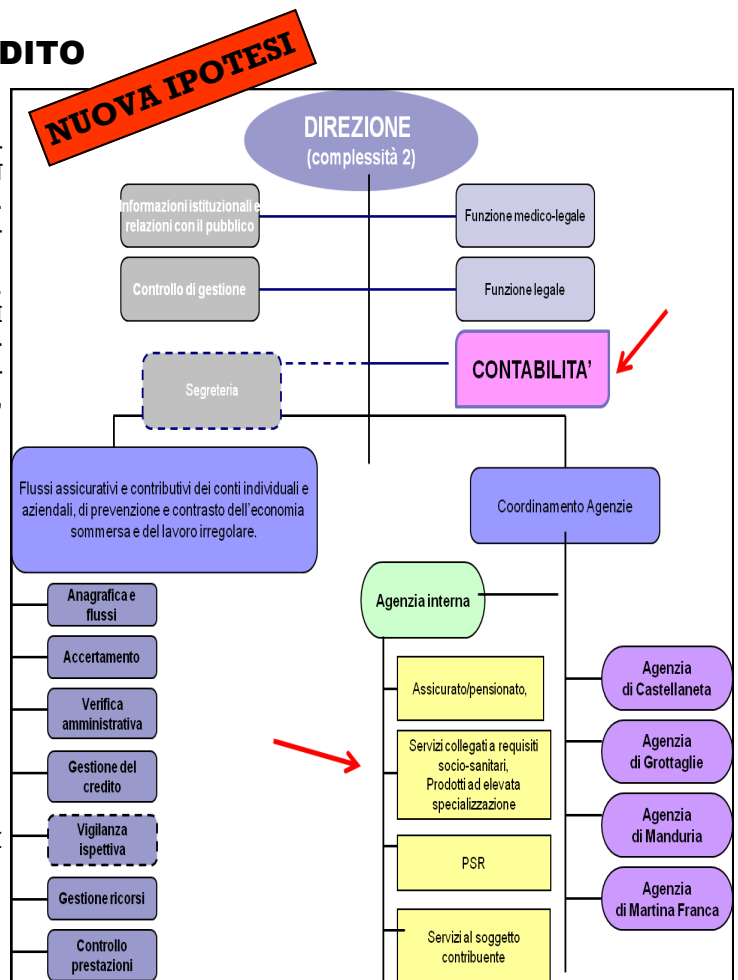 DITO
NUOVA IPOTESI
DIREZIONE
(complessità 2)
Informazioni istituzionali e
relazioni con il pubblico
Funzione medico-legale
Controllo di gestione
Funzione legale
CONTABILITA’
Segreteria
Flussi assicurativi e contributivi dei conti individuali e
aziendali, di prevenzione e contrasto dell’economia
sommersa e del lavoro irregolare.
Coordinamento Agenzie
Anagrafica e
flussi
Accertamento
Verifica
amministrativa
Gestione del
credito
Vigilanza
ispettiva
Gestione ricorsi
Controllo
prestazioni
Agenzia interna
Assicurato/pensionato,
Servizi collegati a requisiti
socio-sanitari,
Prodotti ad elevata
specializzazione
PSR
Servizi al soggetto
contribuente
Agenzia
di Castellaneta
Agenzia
di Grottaglie
Agenzia
di Manduria
Agenzia
di Martina Franca